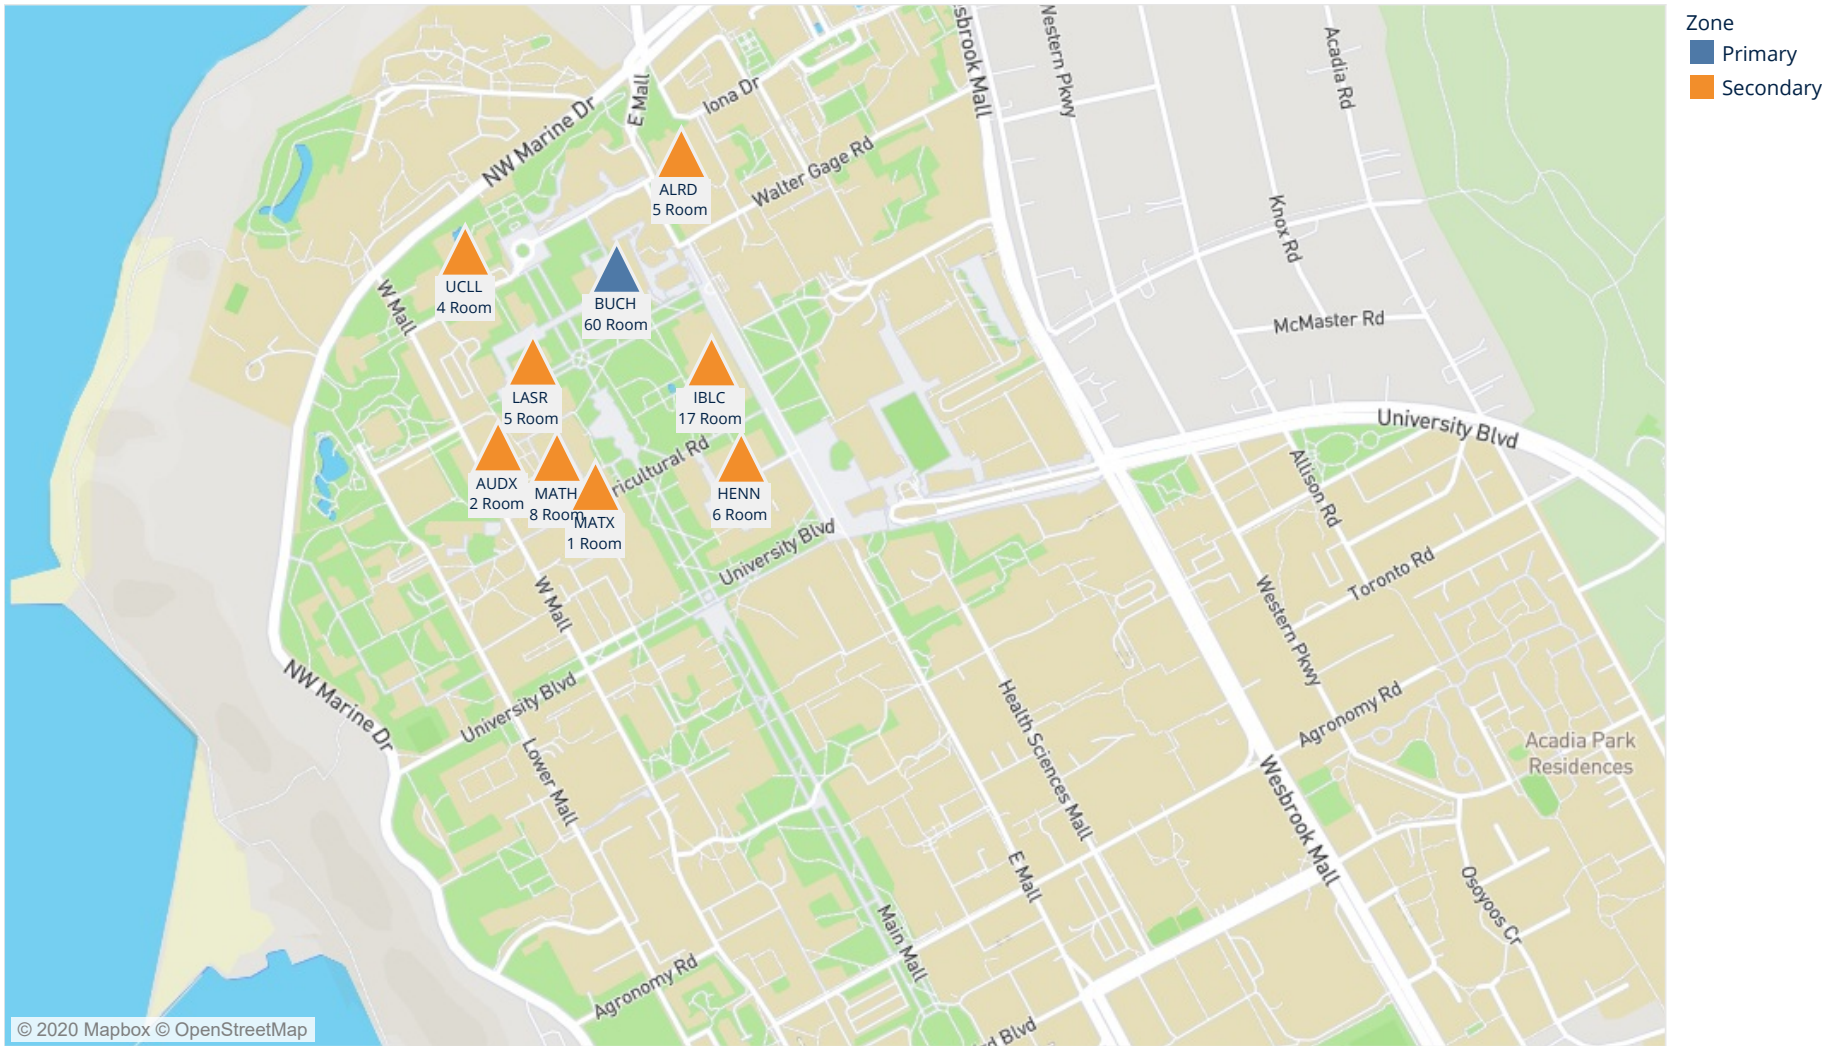 Zone
Primary
Secondary
E Mall
NW Marine Dr
Iona Dr
Walter Gage Rd
sbrook Mall
Western Pkwy
Acadia Rd
Knox Rd
McMaster Rd
ALRD
5 Room
UCLL
4 Room
BUCH
60 Room
W Mall
LASR
5 Room
IBLC
17 Room
ricultural Rd
AUDX
2 Room
MATH
8 Room
MATX
1 Room
HENN
6 Room
University Blvd
University Blvd
Allison Rd
Toronto Rd
Western Pkwy
W Mall
NW Marine Dr
University Blvd
Lower Mall
Health Sciences Mall
Agronomy Rd
Acadia Park
Residences
Wesbrook Mall
E Mall
Osoyoos Cr
Main Mall
Agronomy Rd
rd Blvd
© 2020 Mapbox © OpenStreetMap